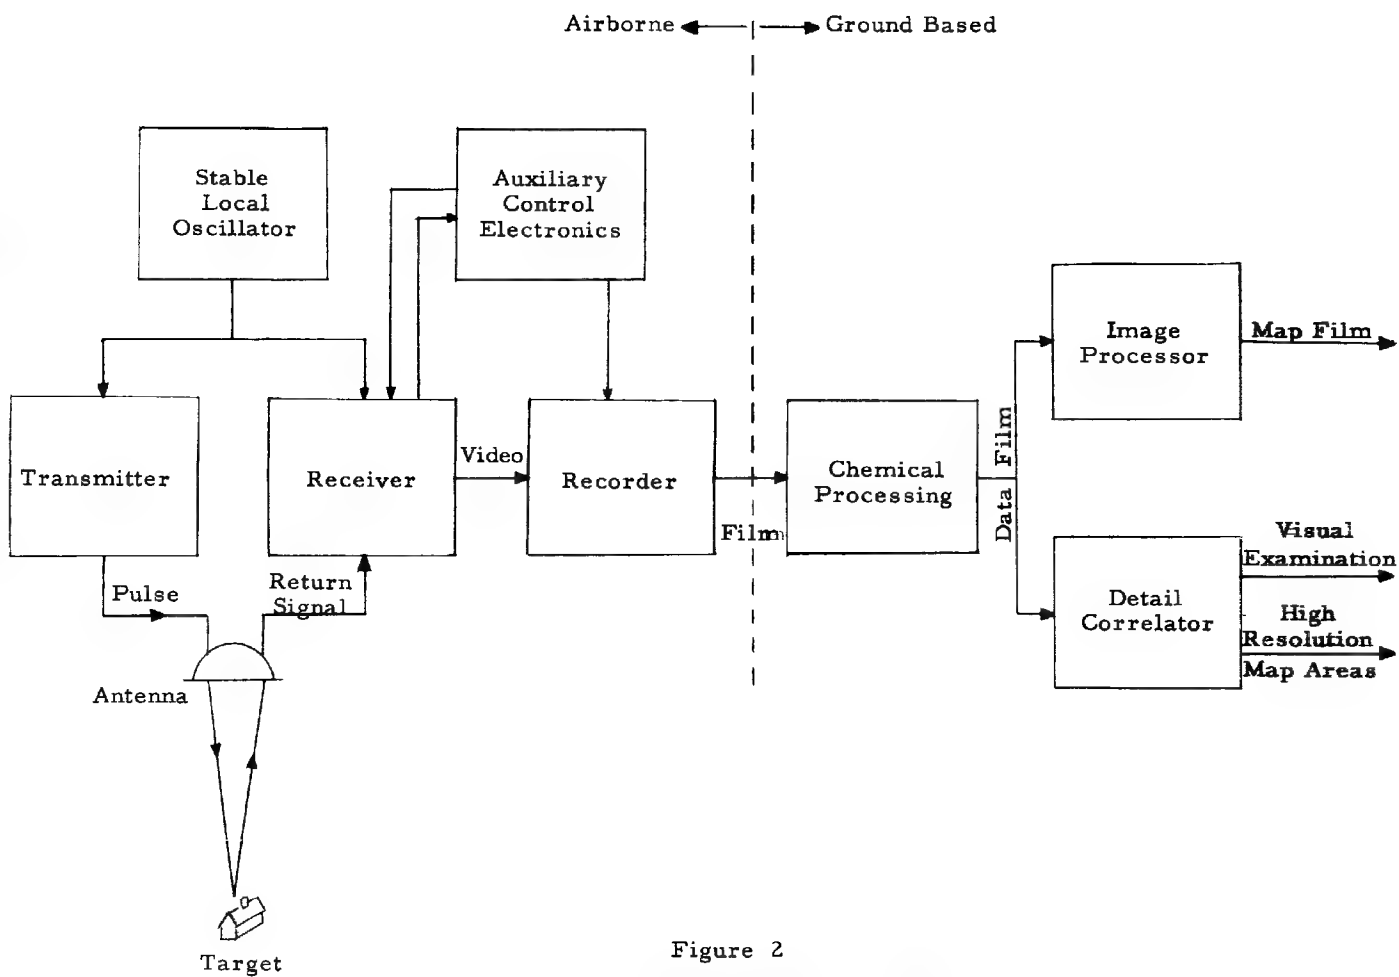 Airborne
Ground Based
Stable
Local
Oscillator
Auxiliary
Control
Electronics
Image
Processor
Map Film
Transmitter
Receiver
Video
Recorder
Film
Chemical
Processing
Data Film
Visual
Examination
Detail
Correlator
High
Resolution
Map Areas
Pulse
Return
Signal
Antenna
Target
Figure 2